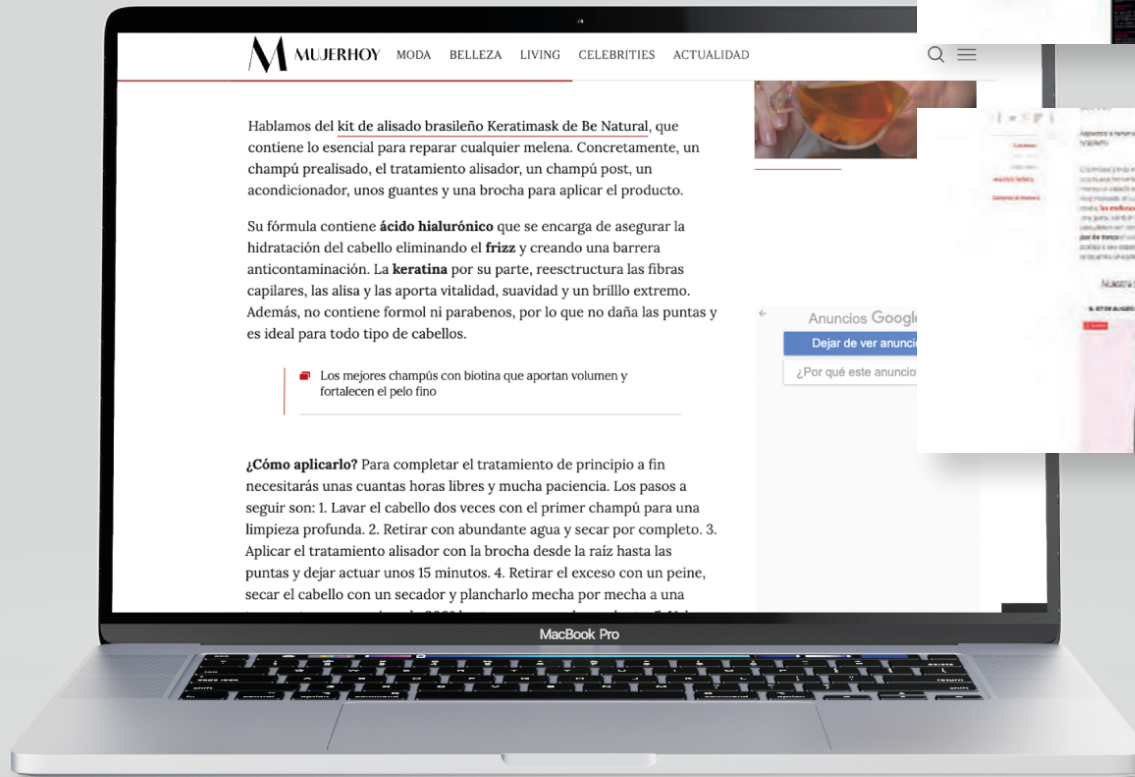 MUJERHOY MODA BELLEZA LIVING CELEBRITIES ACTUALIDAD
Hablamos del kit de alisado brasileño Keratimask de Be Natural, que
contiene lo esencial para reparar cualquier melena. Concretamente, un
champú prealisado, el tratamiento alisador, un champú post, un
acondicionador, unos guantes y una brocha para aplicar el producto.
Su fórmula contiene ácido hialurónico que se encarga de asegurar la
hidratación del cabello eliminando el frizz y creando una barrera
anticontaminación. La keratina por su parte, reesctructura las fibras
capilares, las alisa y las aporta vitalidad, suavidad y un brilllo extremo.
Además, no contiene formol ni parabenos, por lo que no daña las puntas y
es ideal para todo tipo de cabellos.
Los mejores champús con biotina que aportan volumen y
fortalecen el pelo fino
¿Cómo aplicarlo? Para completar el tratamiento de principio a fin
necesitarás unas cuantas horas libres y mucha paciencia. Los pasos a
seguir son: 1. Lavar el cabello dos veces con el primer champú para una
limpieza profunda. 2. Retirar con abundante agua y secar por completo. 3.
Aplicar el tratamiento alisador con la brocha desde la raíz hasta las
puntas y dejar actuar unos 15 minutos. 4. Retirar el exceso con un peine,
secar el cabello con un secador y plancharlo mecha por mecha a una
Anuncios Google
Dejar de ver anunci
¿Por qué este anuncio?
MacBook Pro